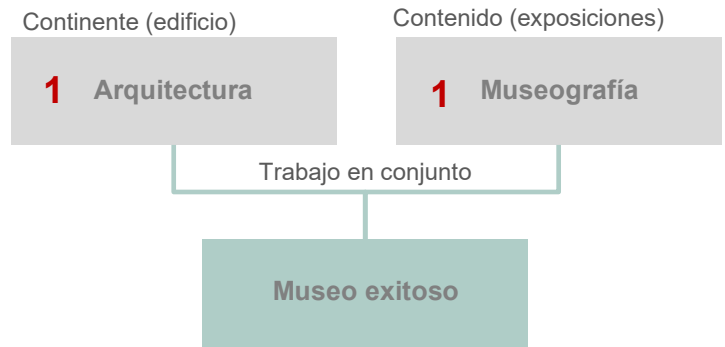 Continente (edificio)
Contenido (exposiciones)
1 Arquitectura
1 Museografía
Trabajo en conjunto
Museo exitoso